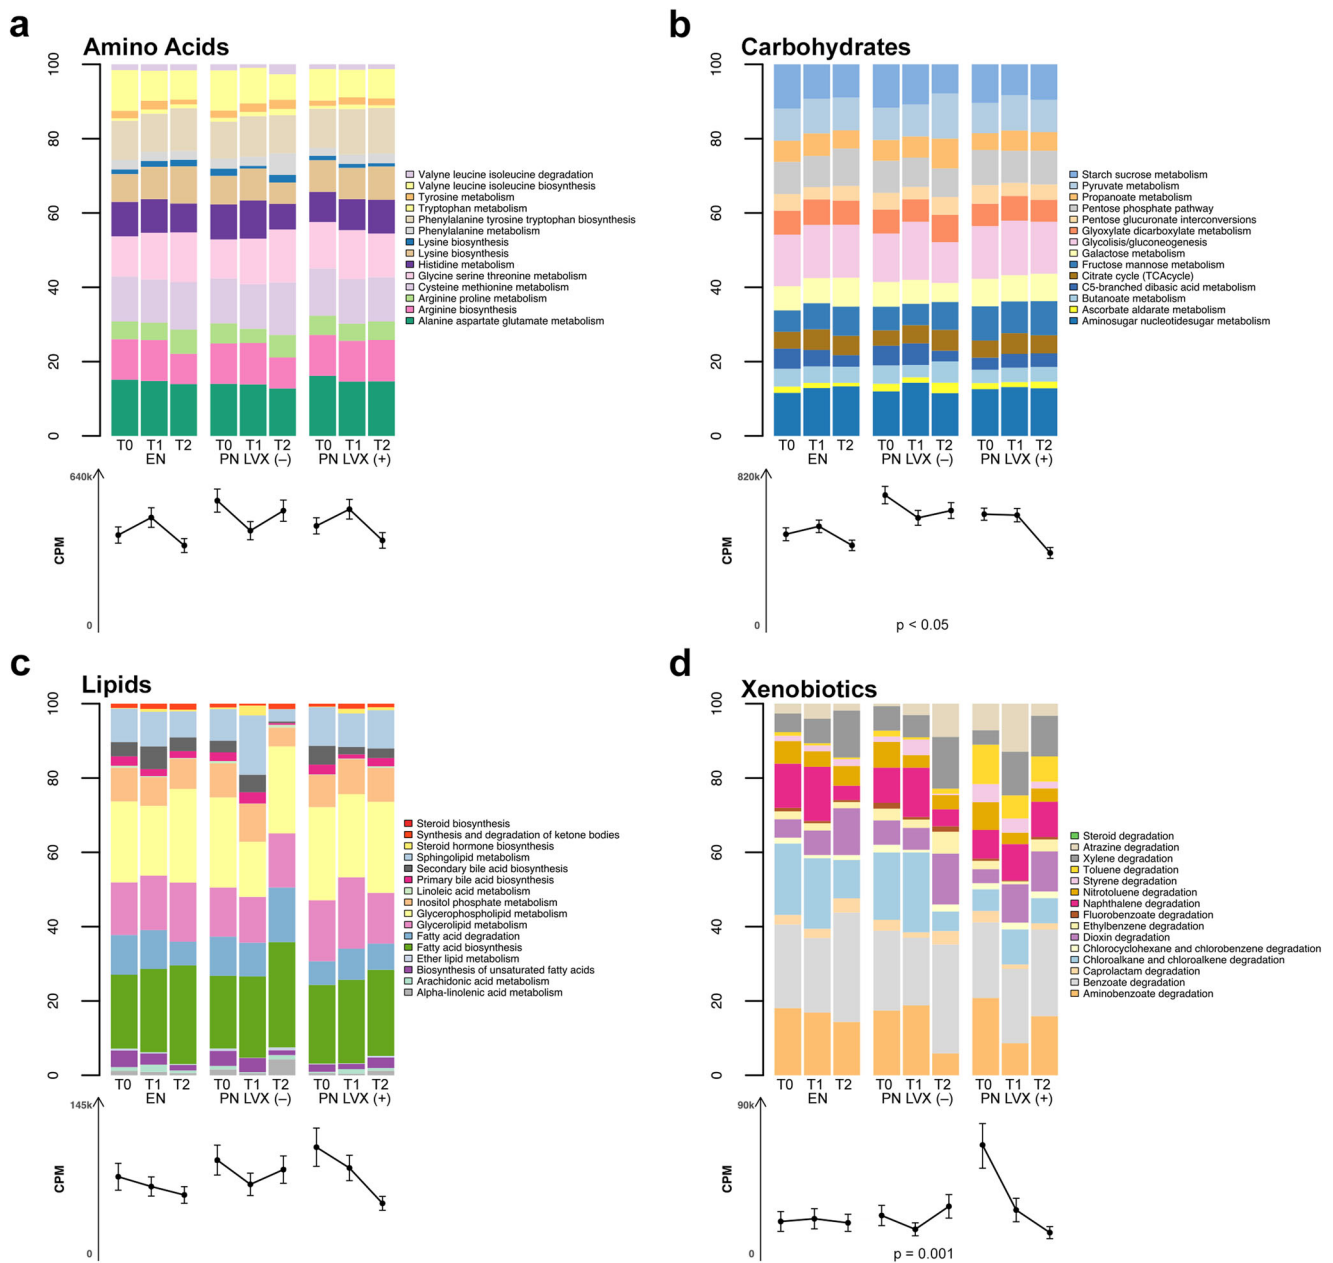 a
Amino Acids
100
80
60
40
20
0
T0 T1 T2 T0 T1 T2 T0 T1 T2
EN PN LVX (–) PN LVX (+)
Valyne leucine isoleucine degradation
Valyne leucine isoleucine biosynthesis
Tyrosine metabolism
Tryptophan metabolism
Phenylalanine tyrosine tryptophan biosynthesis
Phenylalanine metabolism
Lysine biosynthesis
Lysine biosynthesis
Histidine metabolism
Glycine serine threonine metabolism
Cysteine methionine metabolism
Arginine proline metabolism
Arginine biosynthesis
Alanine aspartate glutamate metabolism
640k
CPM
0
b
Carbohydrates
100
80
60
40
20
0
T0 T1 T2 T0 T1 T2 T0 T1 T2
EN PN LVX (–) PN LVX (+)
Starch sucrose metabolism
Pyruvate metabolism
Propanoate metabolism
Pentose phosphate pathway
Pentose glucuronate interconversions
Glyoxylate dicarboxylate metabolism
Glycolisis/gluconeogenesis
Galactose metabolism
Fructose mannose metabolism
Citrate cycle (TCAcycle)
C5-branched dibasic acid metabolism
Butanoate metabolism
Ascorbate aldarate metabolism
Aminosugar nucleotidesugar metabolism
820k
CPM
0
p < 0.05
c
Lipids
100
80
60
40
20
0
T0 T1 T2 T0 T1 T2 T0 T1 T2
EN PN LVX (–) PN LVX (+)
Steroid biosynthesis
Synthesis and degradation of ketone bodies
Steroid hormone biosynthesis
Sphingolipid metabolism
Secondary bile acid biosynthesis
Primary bile acid biosynthesis
Linoleic acid metabolism
Inositol phosphate metabolism
Glycerophospholipid metabolism
Glycerolipid metabolism
Fatty acid degradation
Fatty acid biosynthesis
Ether lipid metabolism
Biosynthesis of unsaturated fatty acids
Arachidonic acid metabolism
Alpha-linolenic acid metabolism
145k
CPM
0
d
Xenobiotics
100
80
60
40
20
0
T0 T1 T2 T0 T1 T2 T0 T1 T2
EN PN LVX (–) PN LVX (+)
Steroid degradation
Atrazine degradation
Xylene degradation
Toluene degradation
Styrene degradation
Nitrotoluene degradation
Naphthalene degradation
Fluorobenzoate degradation
Ethylbenzene degradation
Dioxin degradation
Chlorocyclohexane and chlorobenzene degradation
Chloroalkane and chloroalkene degradation
Caprolactam degradation
Benzoate degradation
Aminobenzoate degradation
90k
CPM
0
p = 0.001